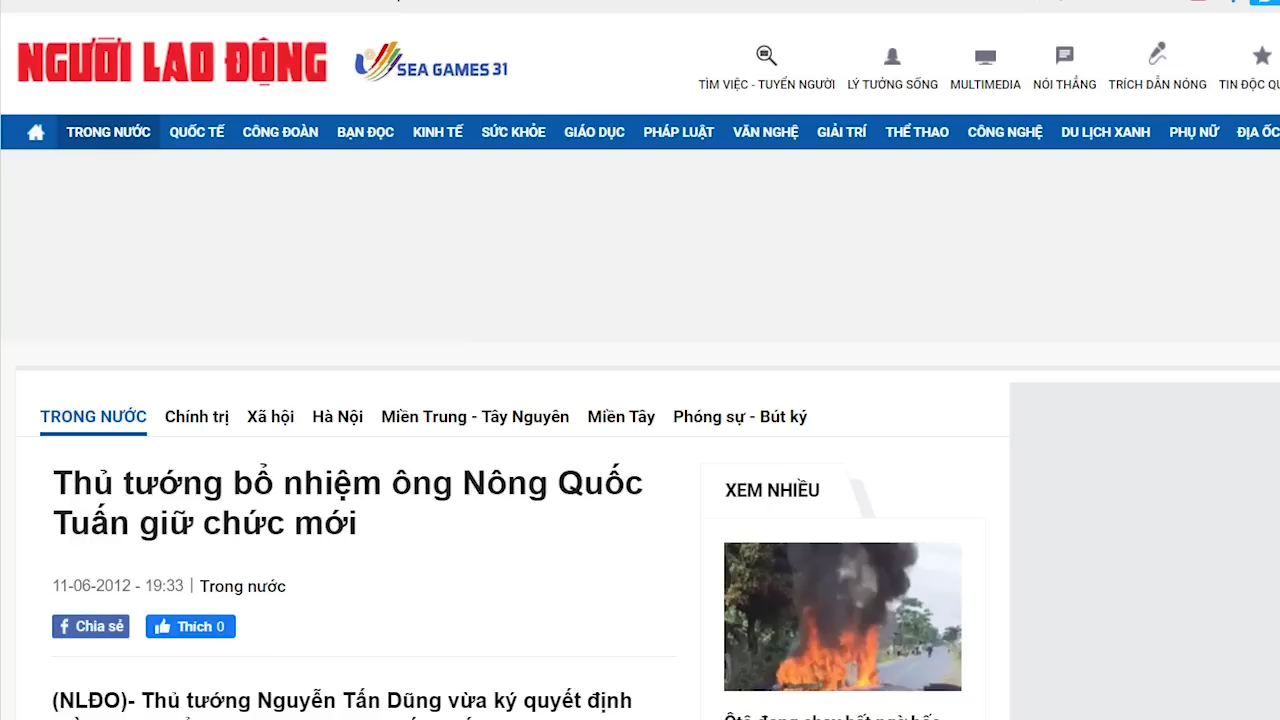 NGƯỜI LAO ĐỘNG
SEA GAMES 31
TÌM VIỆC - TUYỂN NGƯỜI LÝ TƯỞNG SỐNG MULTIMEDIA NÓI THẲNG TRÍCH DẪN NÓNG TIN ĐỘC
TRONG NƯỚC QUỐC TẾ CÔNG ĐOÀN BẠN ĐỌC KINH TẾ SỨC KHỎE GIÁO DỤC PHÁP LUẬT VĂN NGHỆ GIẢI TRÍ THỂ THAO CÔNG NGHỆ DU LỊCH XANH PHỤ NỮ ĐỊA ỐC
TRONG NƯỚC Chính trị Xã hội Hà Nội Miền Trung - Tây Nguyên Miền Tây Phóng sự - Bút ký
Thủ tướng bổ nhiệm ông Nông Quốc
Tuấn giữ chức mới
11-06-2012 - 19:33 | Trong nước
Chia sẻ Thích 0
(NLĐO)- Thủ tướng Nguyễn Tấn Dũng vừa ký quyết định
XEM NHIỀU